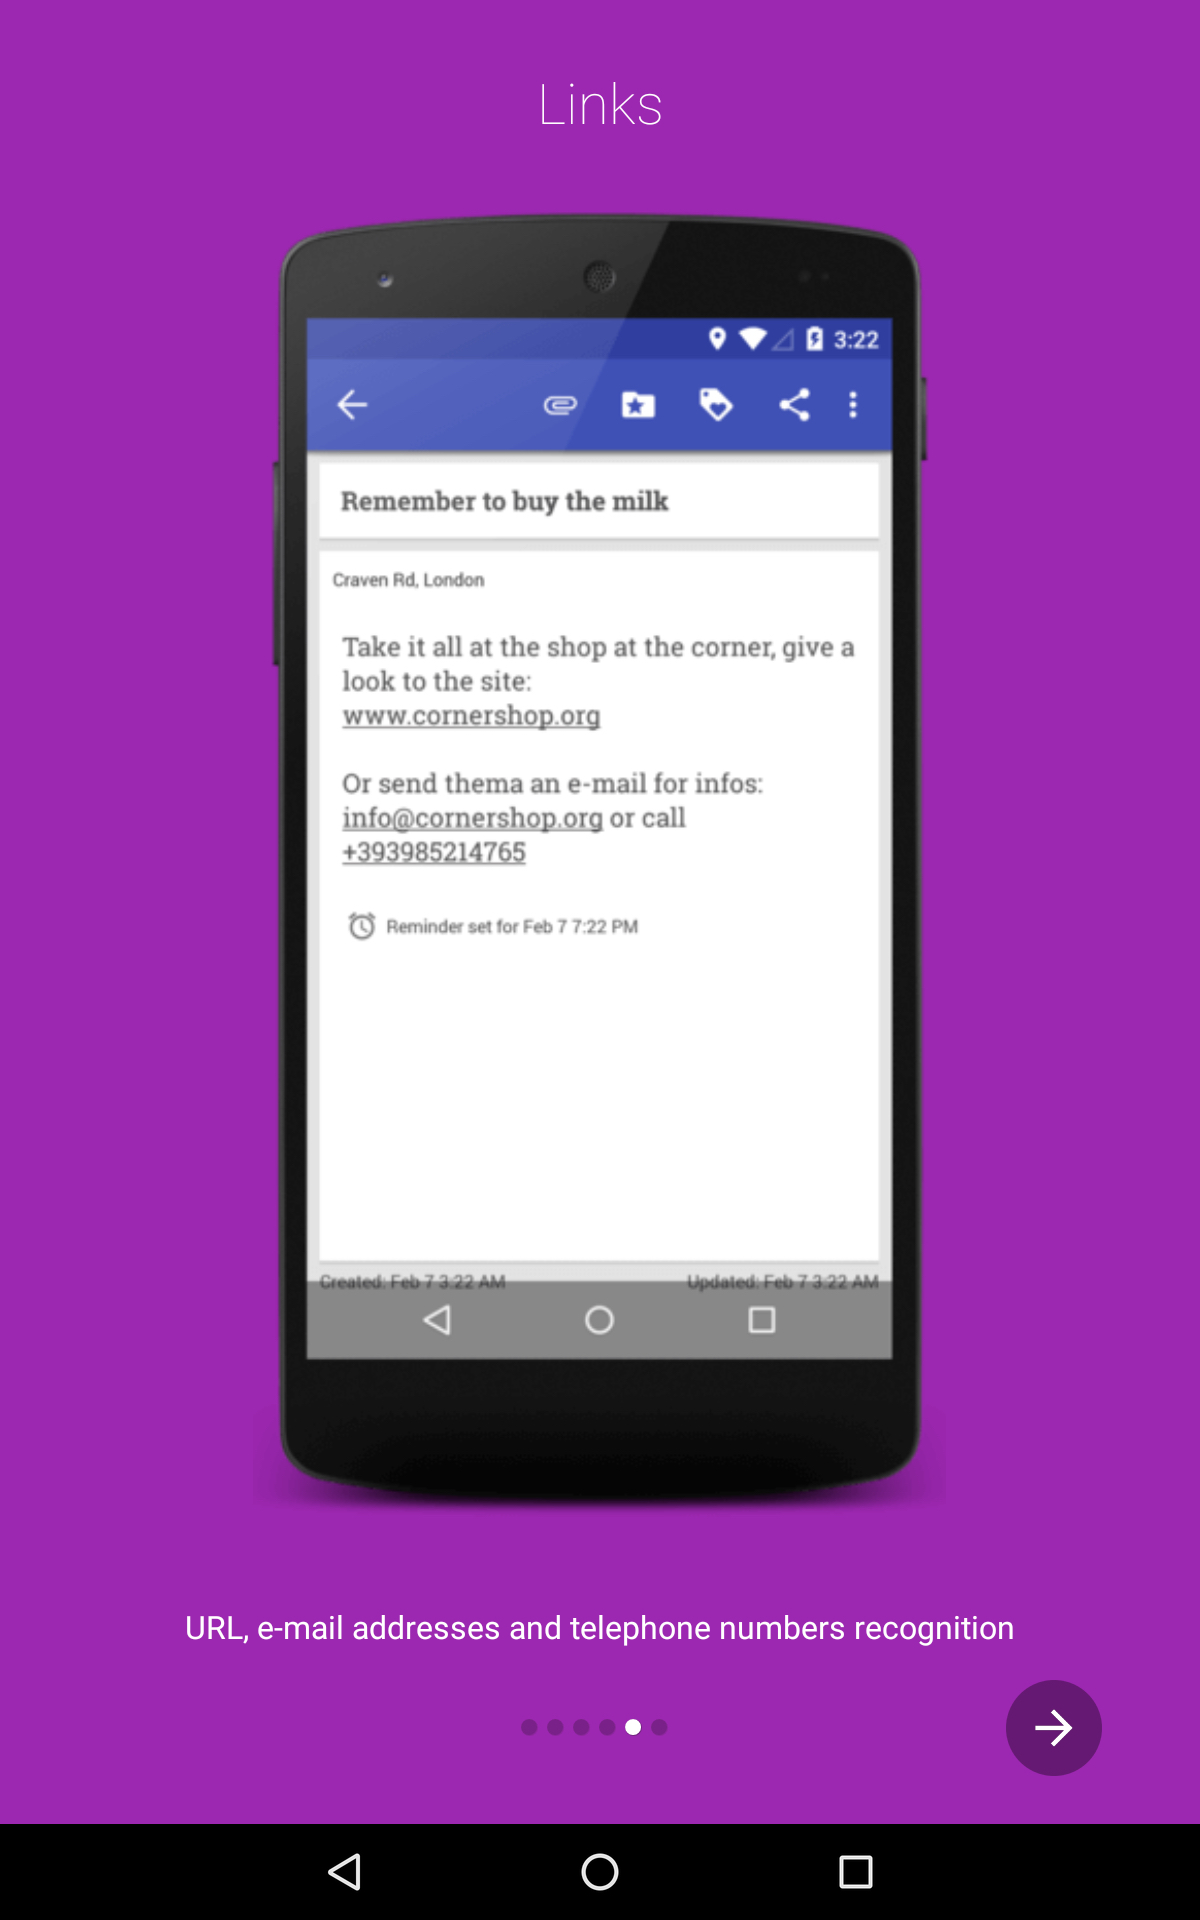 Links
3:22
Remember to buy the milk
Craven Rd, London
Take it all at the shop at the corner, give a
look to the site:
www.cornershop.org
Or send thema an e-mail for infos:
info@cornershop.org or call
+393985214765
Reminder set for Feb 7 7:22 PM
Created: Feb 7 3:22 AM Updated: Feb 7 3:22 AM
URL, e-mail addresses and telephone numbers recognition